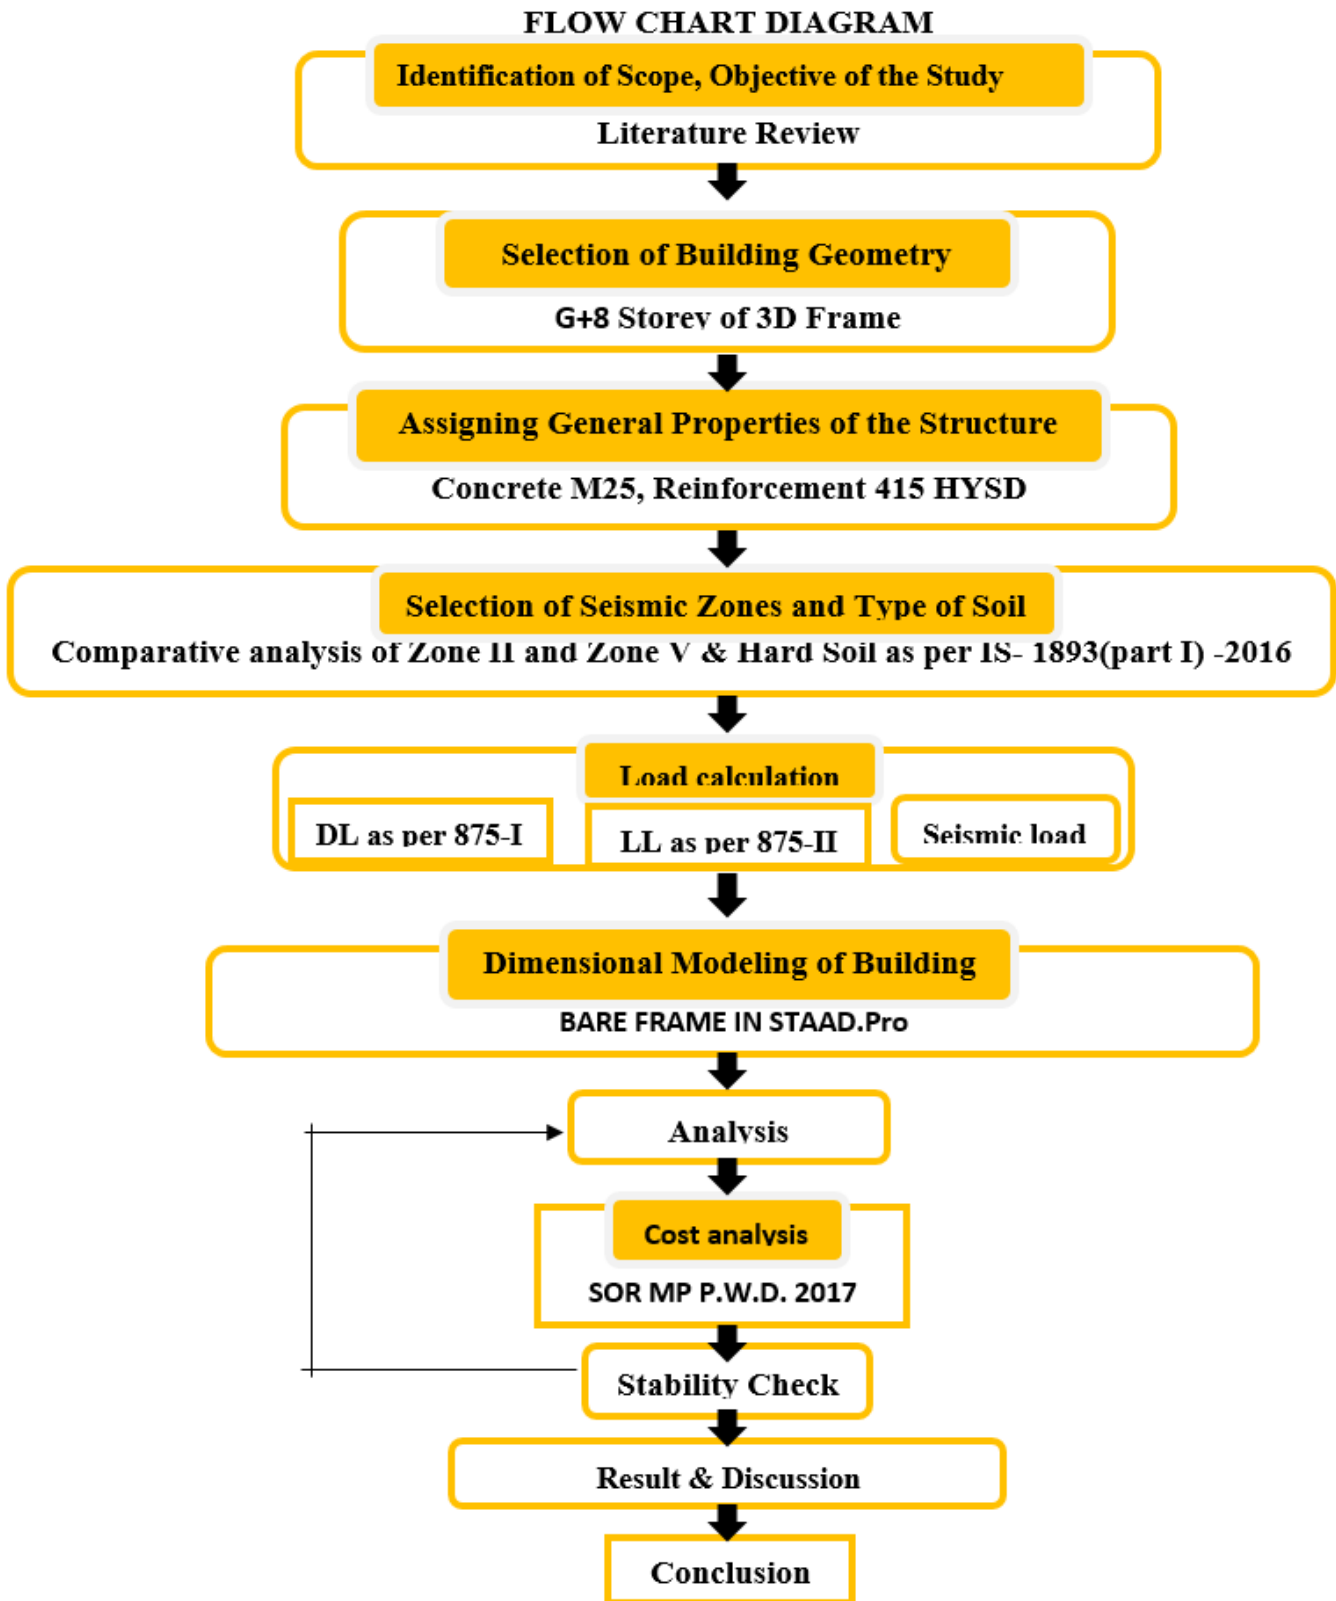 FLOW CHART DIAGRAM
Identification of Scope, Objective of the Study
Literature Review
Selection of Building Geometry
G+8 Storey of 3D Frame
Assigning General Properties of the Structure
Concrete M25, Reinforcement 415 HYSD
Selection of Seismic Zones and Type of Soil
Comparative analysis of Zone II and Zone V & Hard Soil as per IS- 1893(part I) -2016
Load calculation
DL as per 875-I
LL as per 875-II
Seismic load
Dimensional Modeling of Building
BARE FRAME IN STAAD.Pro
Analysis
Cost analysis
SOR MP P.W.D. 2017
Stability Check
Result & Discussion
Conclusion